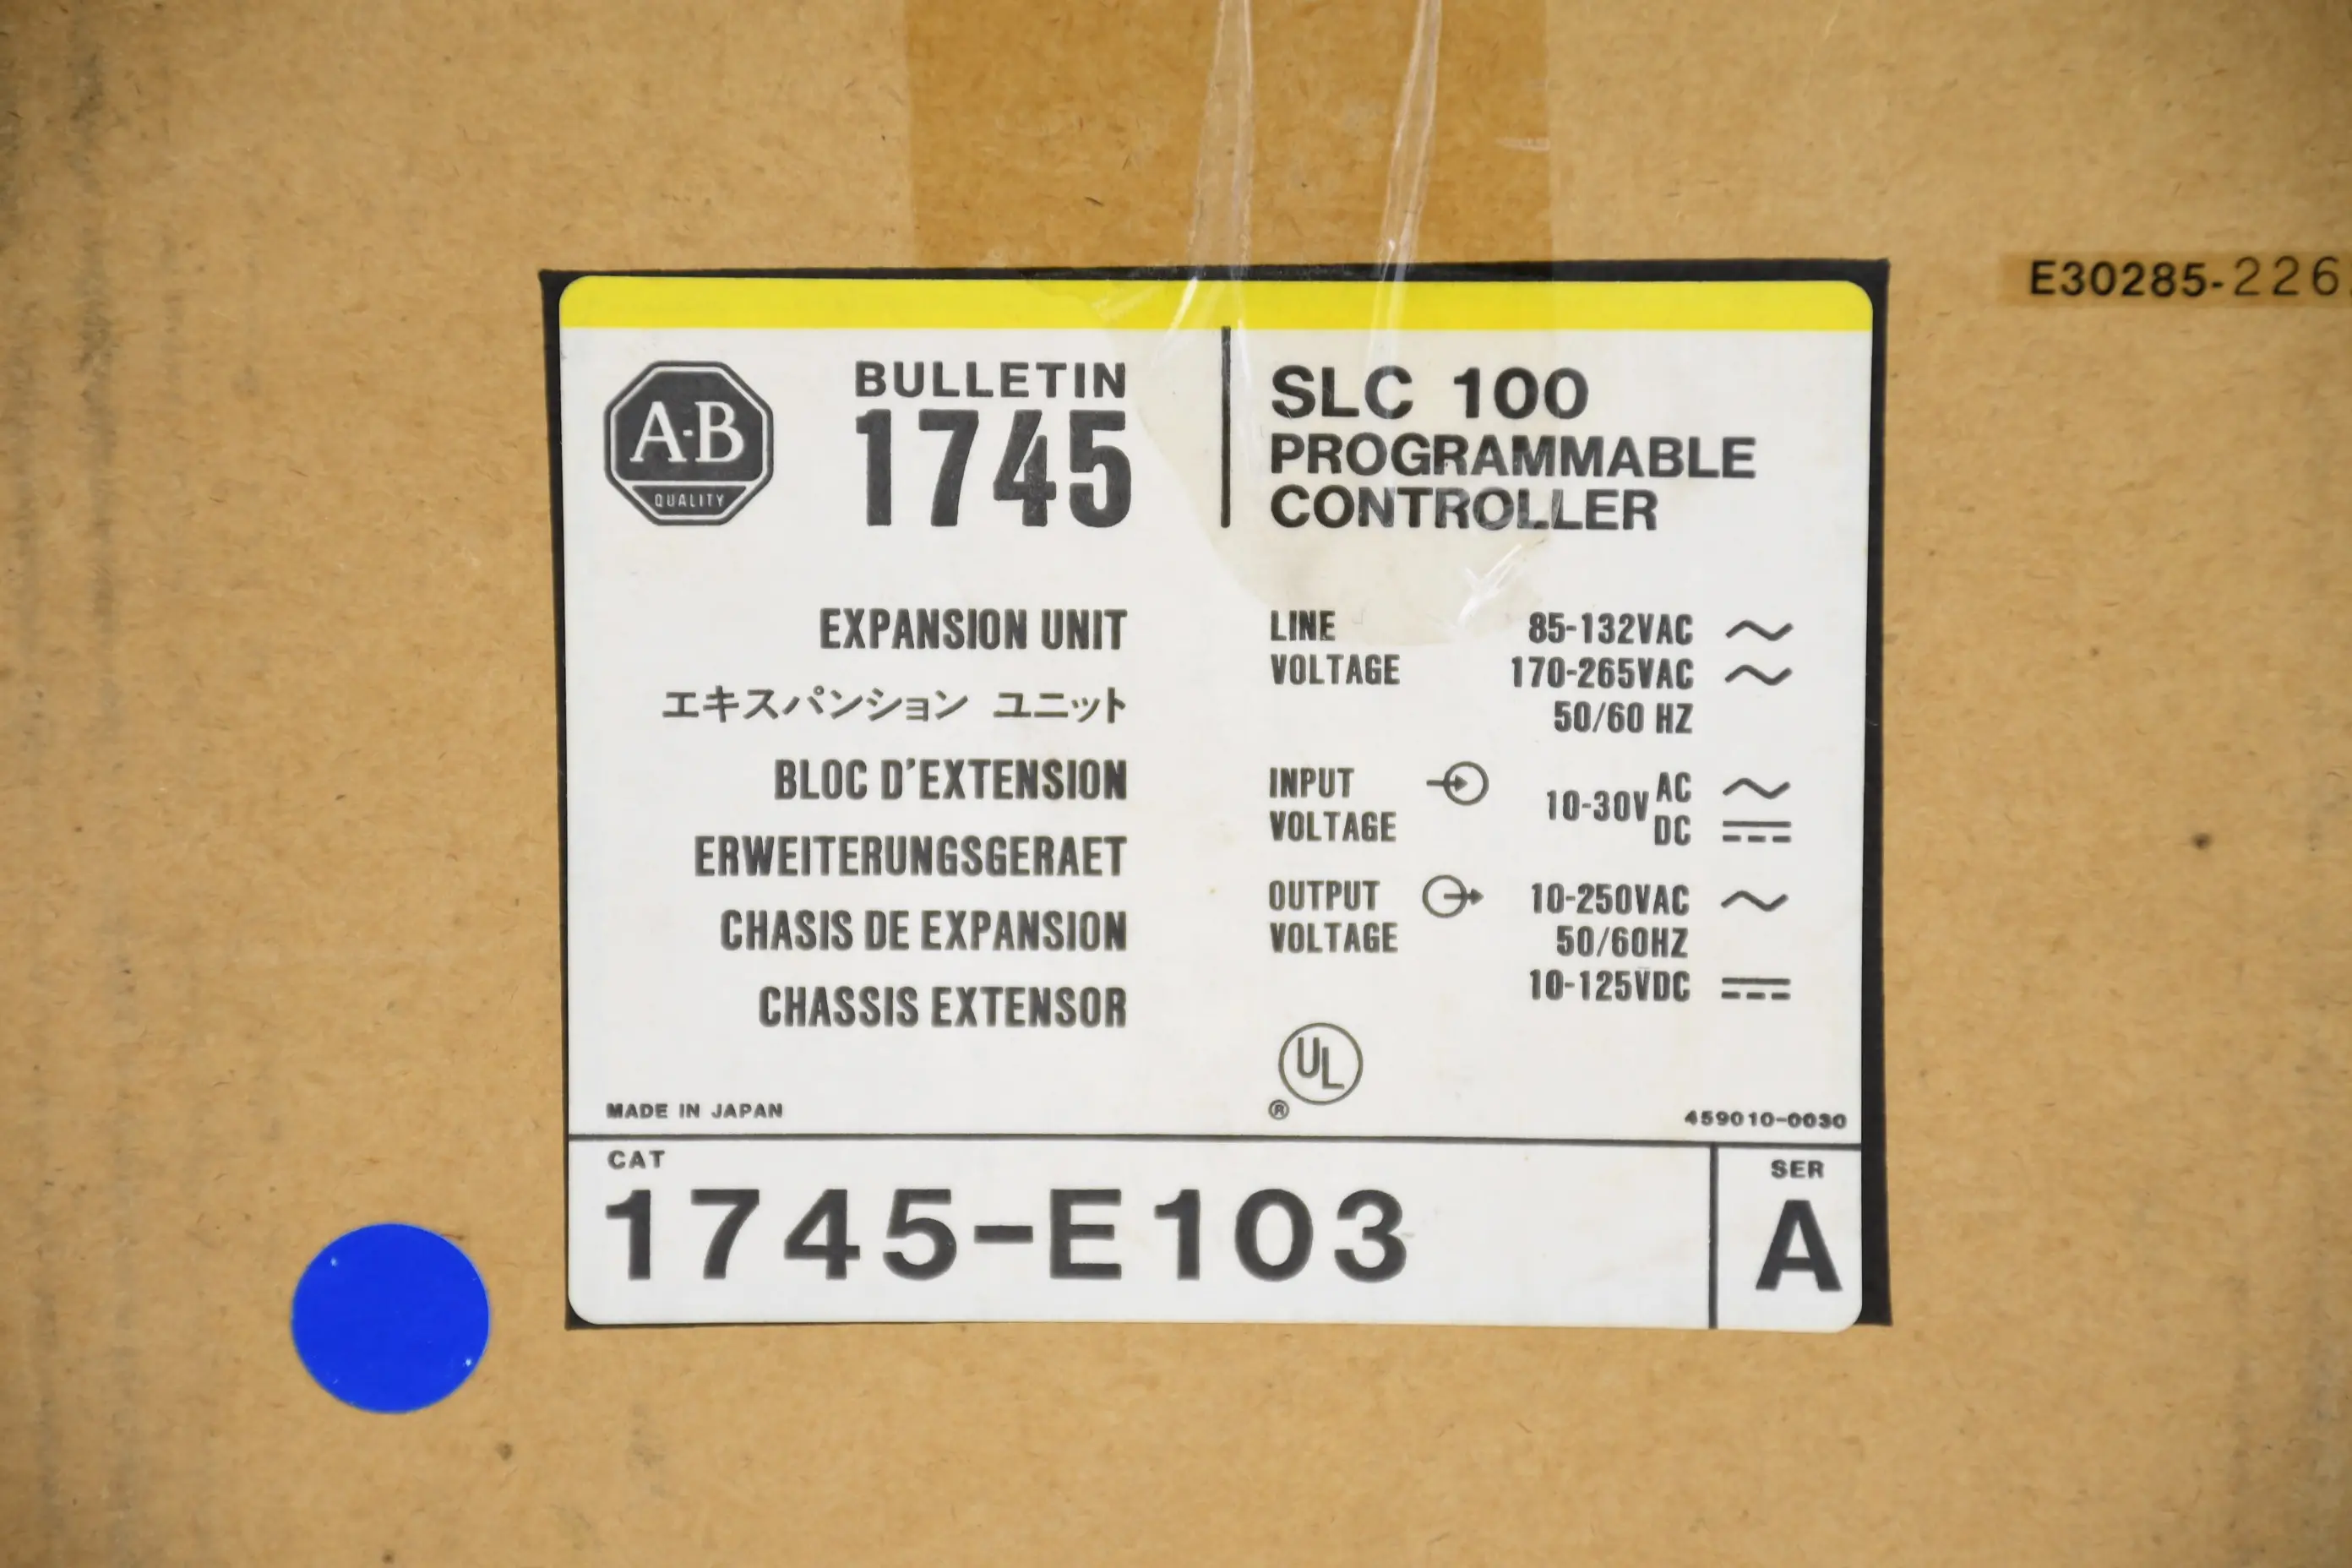 E30285-226
A-B
QUALITY
BULLETIN
1745
SLC 100
PROGRAMMABLE
CONTROLLER
EXPANSION UNIT
エキスパンション ユニット
BLOC D'EXTENSION
ERWEITERUNGSGERAET
CHASIS DE EXPANSION
CHASSIS EXTENSOR
LINE VOLTAGE
85-132VAC
170-265VAC
50/60 HZ
INPUT VOLTAGE
10-30V AC DC
OUTPUT VOLTAGE
10-250VAC
50/60HZ
10-125VDC
UL
®
MADE IN JAPAN
459010-0030
CAT
1745-E103
SER
A